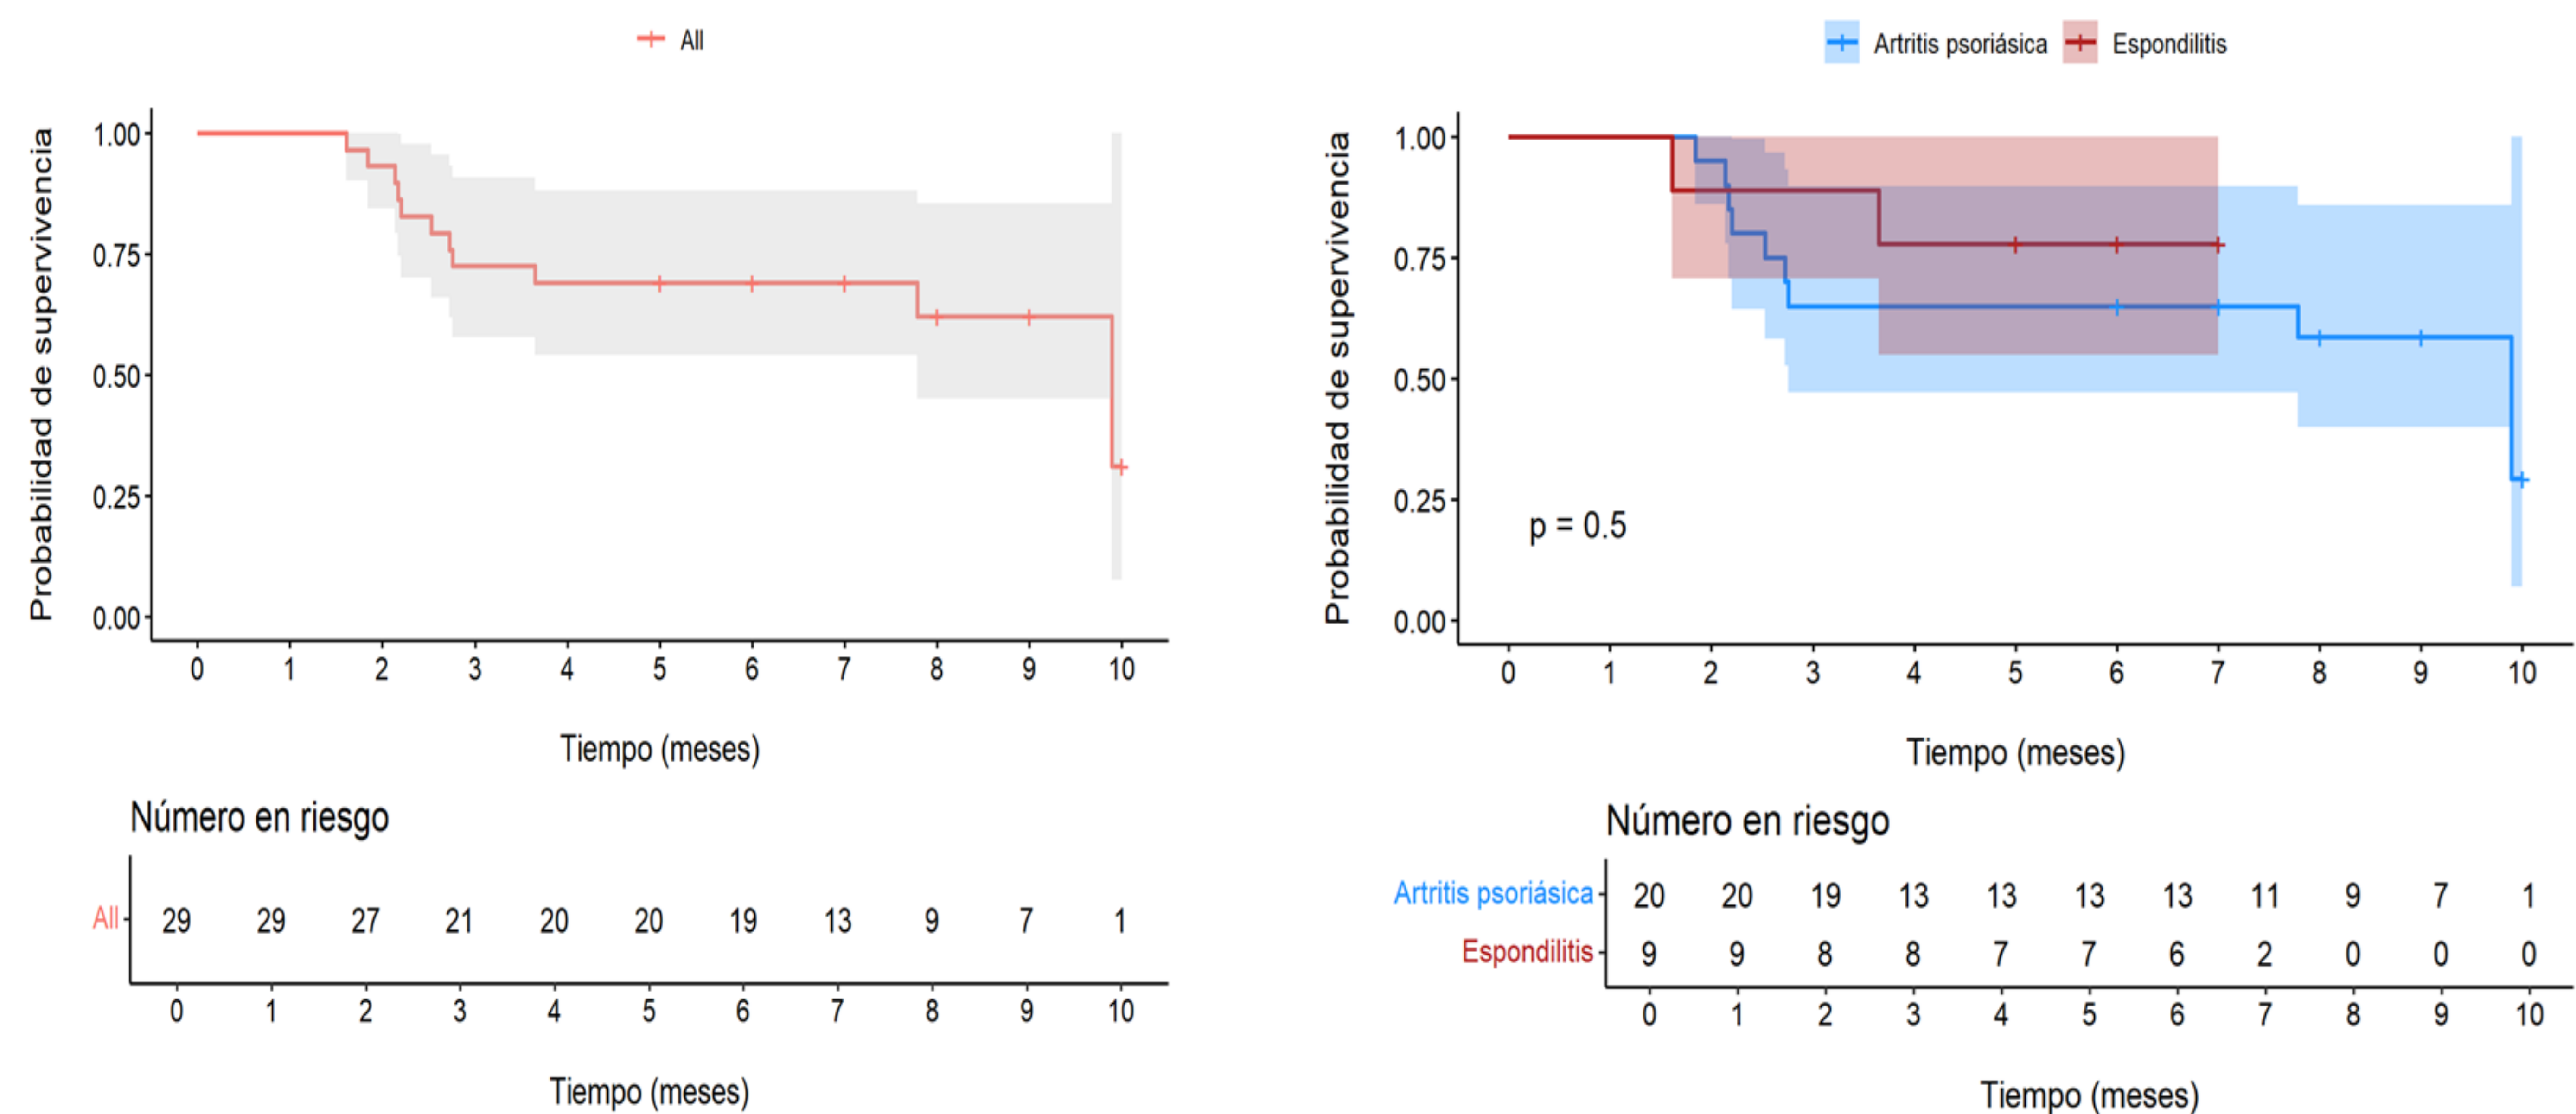 All
Probabilidad de supervivencia
1.00
0.75
0.50
0.25
0.00
0 1 2 3 4 5 6 7 8 9 10
Tiempo (meses)
Número en riesgo
All 29 29 27 21 20 20 19 13 9 7 1
0 1 2 3 4 5 6 7 8 9 10
Tiempo (meses)
Artritis psoriásica Espondilitis
Probabilidad de supervivencia
1.00
0.75
0.50
0.25
0.00
p = 0.5
0 1 2 3 4 5 6 7 8 9 10
Tiempo (meses)
Número en riesgo
Artritis psoriásica 20 20 19 13 13 13 13 11 9 7 1
Espondilitis 9 9 8 8 7 7 6 2 0 0 0
0 1 2 3 4 5 6 7 8 9 10
Tiempo (meses)